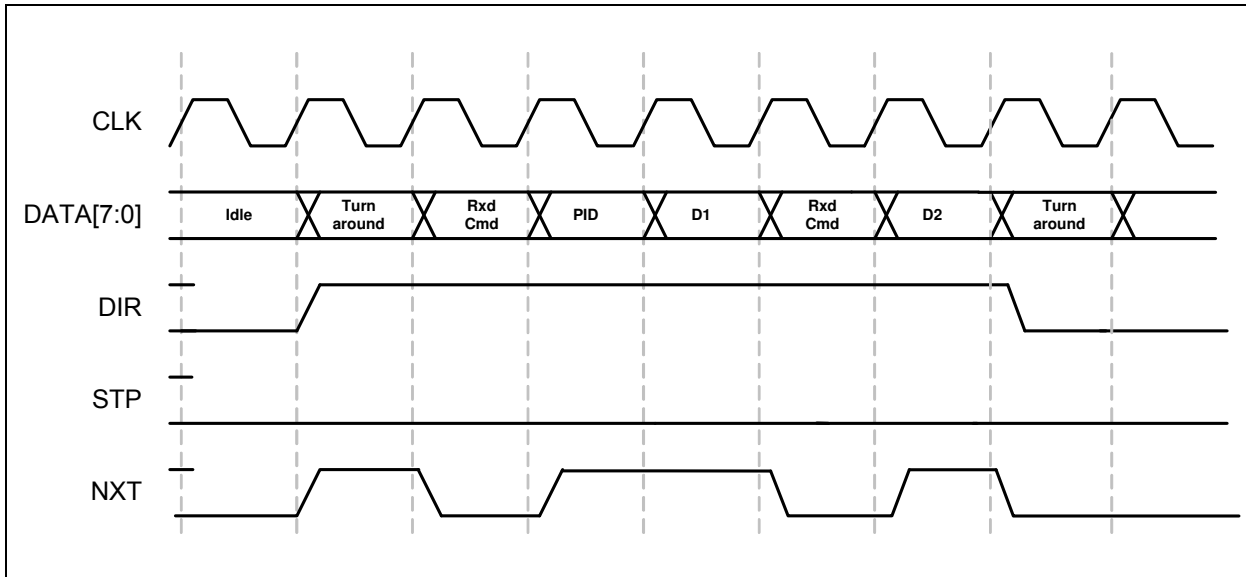 CLK
DATA[7:0]
Idle
Turn
around
Rxd
Cmd
PID
D1
Rxd
Cmd
D2
Turn
around
DIR
STP
NXT